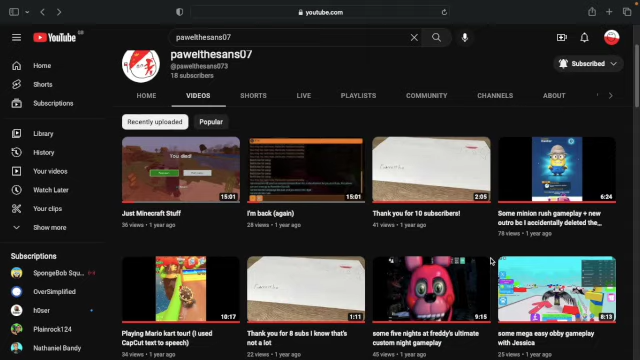 youtube.com
YouTube GB
pawelthesans07
pawelthesans07
@pawelthesans073
18 subscribers
Subscribed
HOME VIDEOS SHORTS LIVE PLAYLISTS COMMUNITY CHANNELS ABOUT
Recently uploaded Popular
Home
Shorts
Subscriptions
Library
History
Your videos
Watch Later
Your clips
Show more
Subscriptions
SpongeBob Squ...
OverSimplified
h0ser
Plainrock124
Nathaniel Bandy
You died!
15:01
Just Minecraft Stuff
36 views · 1 year ago
15:01
I'm back (again)
28 views · 1 year ago
2:05
Thank you for 10 subscribers!
41 views · 1 year ago
6:24
Some minion rush gameplay + new
outro bc I accidentally deleted the...
78 views · 1 year ago
10:17
Playing Mario kart tour! (i used
CapCut text to speech)
34 views · 1 year ago
1:11
Thank you for 8 subs I know that's
not a lot
22 views · 1 year ago
9:15
some five nights at freddy's ultimate
custom night gameplay
45 views · 1 year ago
8:13
some mega easy obby gameplay
with Jessica
25 views · 1 year ago